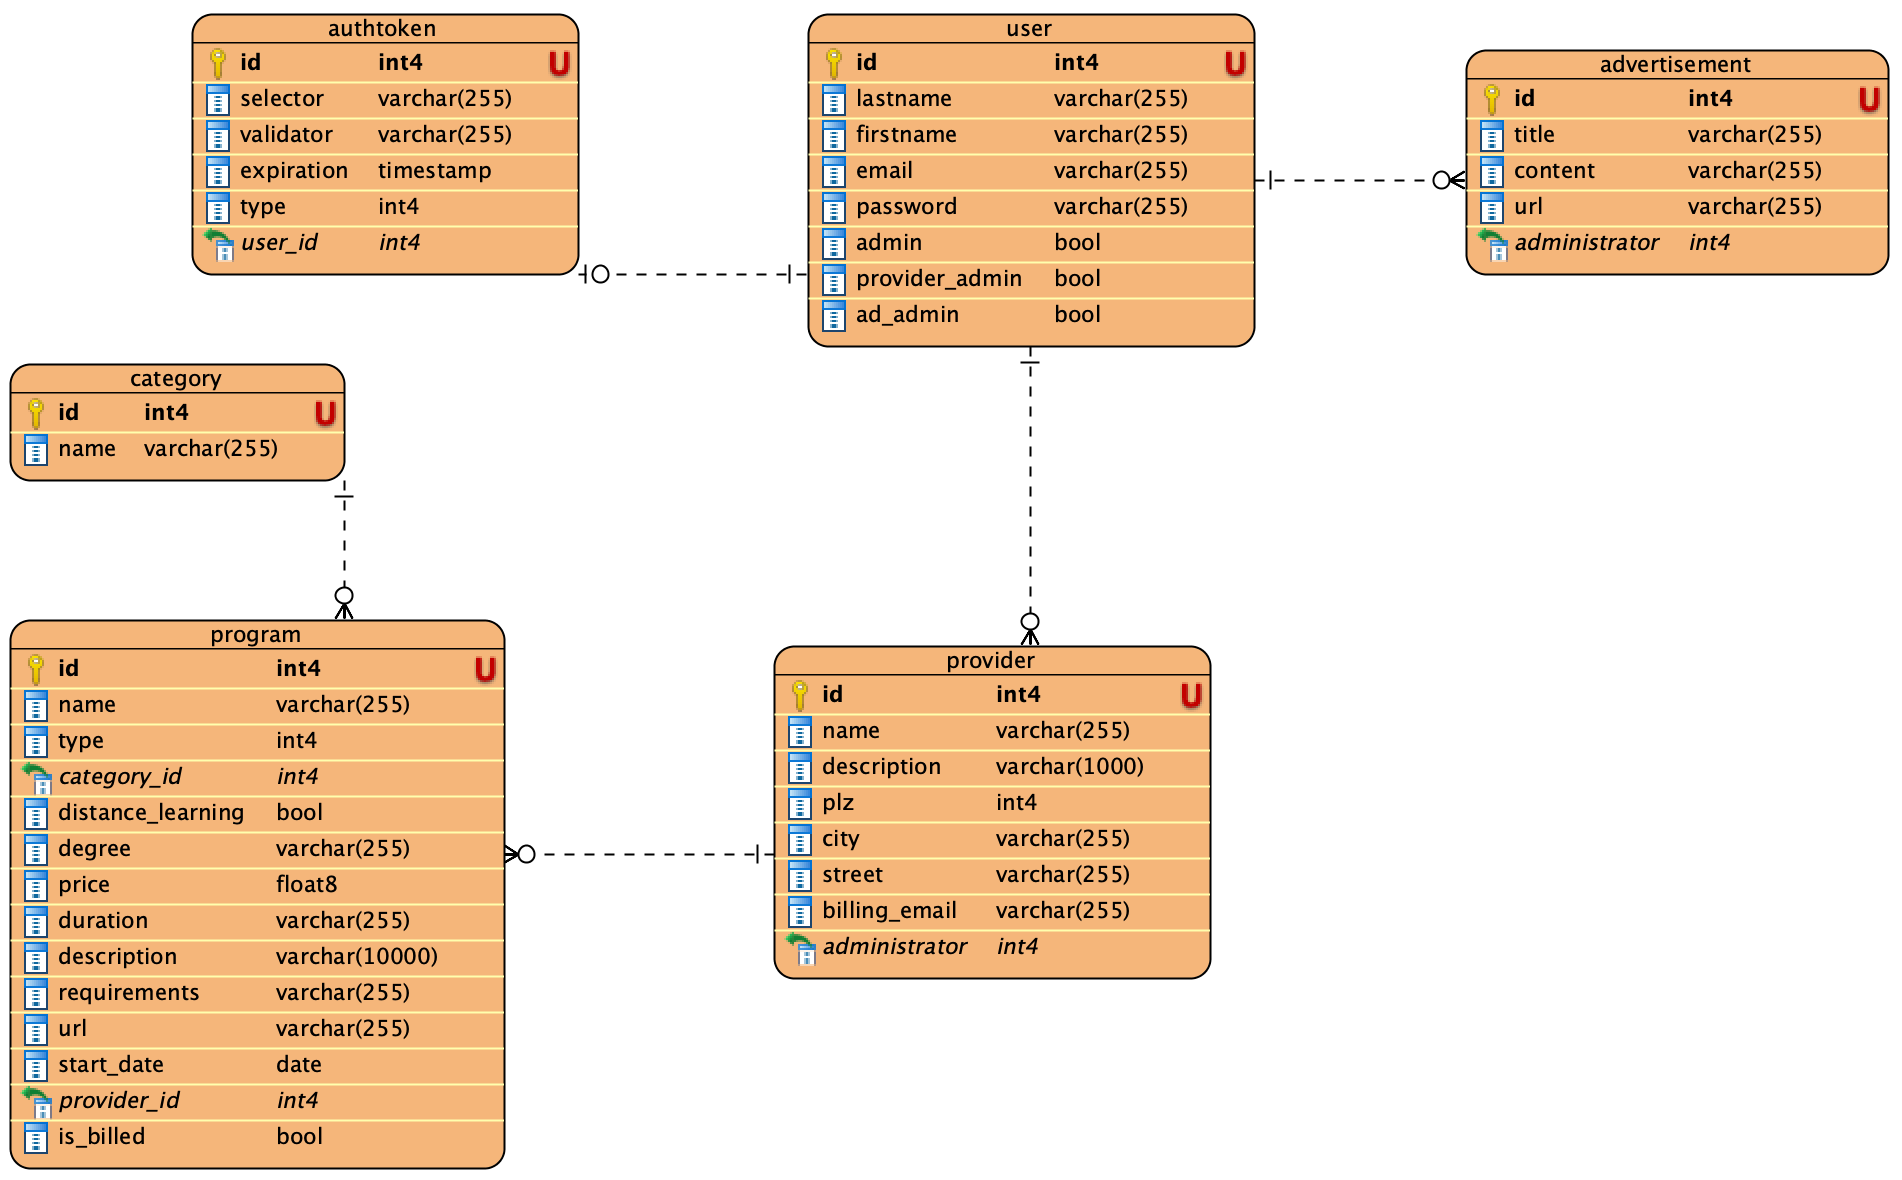 authtoken
id int4 U
selector varchar(255)
validator varchar(255)
expiration timestamp
type int4
user_id int4
user
id int4 U
lastname varchar(255)
firstname varchar(255)
email varchar(255)
password varchar(255)
admin bool
provider_admin bool
ad_admin bool
advertisement
id int4 U
title varchar(255)
content varchar(255)
url varchar(255)
administrator int4
category
id int4 U
name varchar(255)
program
id int4 U
name varchar(255)
type int4
category_id int4
distance_learning bool
degree varchar(255)
price float8
duration varchar(255)
description varchar(10000)
requirements varchar(255)
url varchar(255)
start_date date
provider_id int4
is_billed bool
provider
id int4 U
name varchar(255)
description varchar(1000)
plz int4
city varchar(255)
street varchar(255)
billing_email varchar(255)
administrator int4